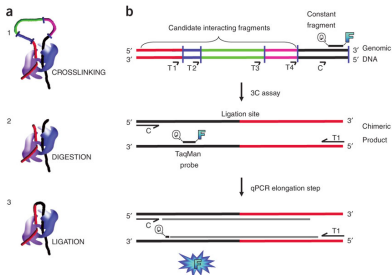 a
1
CROSSLINKING
2
DIGESTION
3
LIGATION
b
Constant
fragment
Candidate interacting fragments
Q F
5' 3' Genomic
3' 5' DNA
T1 T2 T3 T4 C
3C assay
Ligation site
5' 3'
C
Chimeric
Product
Q F
T1
3' 5'
TaqMan
probe
qPCR elongation step
5' 3'
C
Q
T1
3' 5'
F